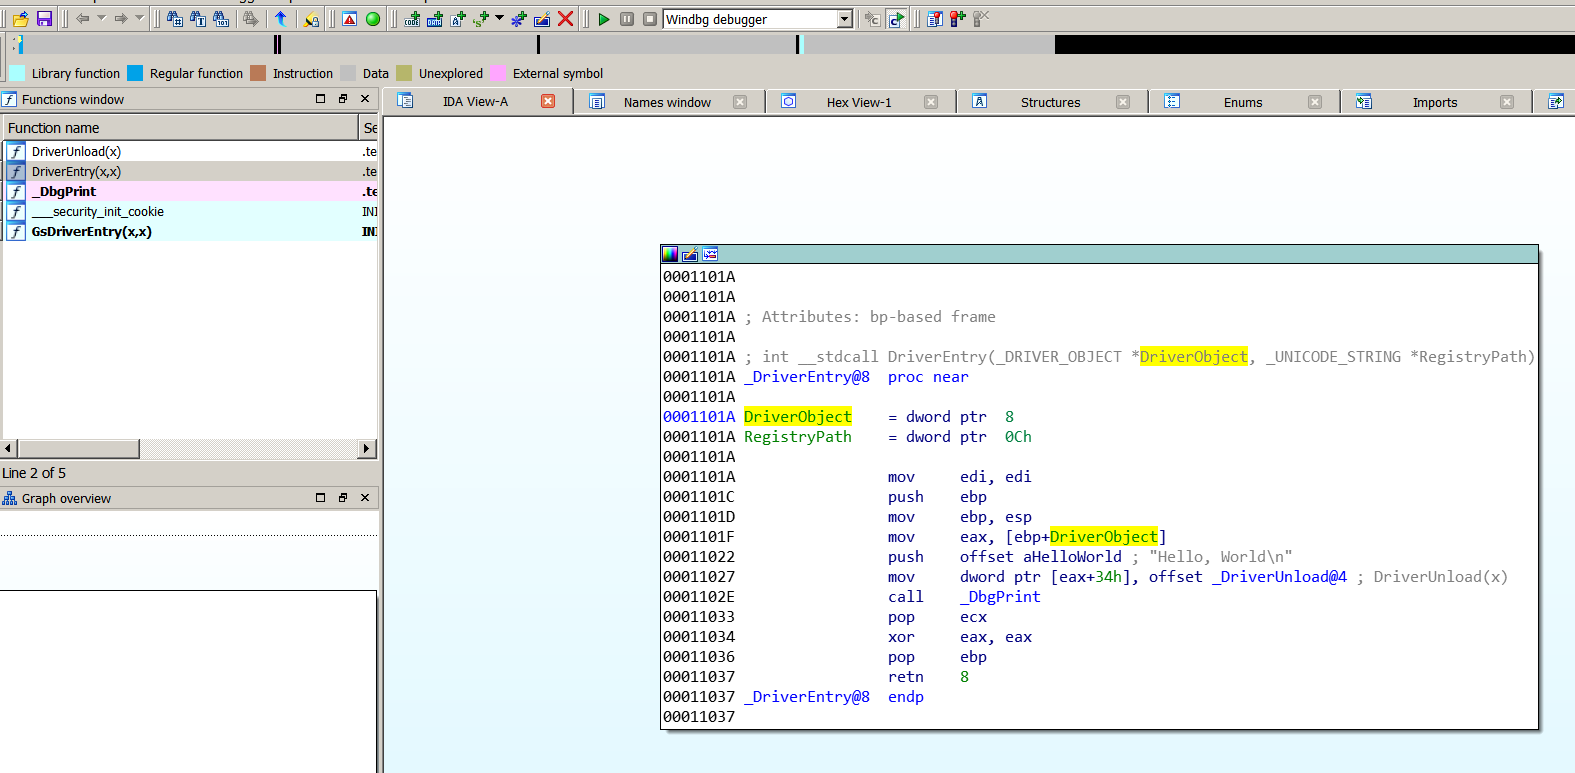 Windbg debugger
Library function Regular function Instruction Data Unexplored External symbol
Functions window
IDA View-A Names window Hex View-1 Structures Enums Imports
Function name Se
DriverUnload(x) .te
DriverEntry(x,x) .te
_DbgPrint .te
___security_init_cookie INI
GsDriverEntry(x,x) INI
Line 2 of 5
Graph overview
0001101A
0001101A
0001101A ; Attributes: bp-based frame
0001101A
0001101A ; int __stdcall DriverEntry(_DRIVER_OBJECT *DriverObject, _UNICODE_STRING *RegistryPath)
0001101A _DriverEntry@8 proc near
0001101A
0001101A DriverObject = dword ptr 8
0001101A RegistryPath = dword ptr 0Ch
0001101A
0001101A mov edi, edi
0001101C push ebp
0001101D mov ebp, esp
0001101F mov eax, [ebp+DriverObject]
00011022 push offset aHelloWorld ; "Hello, World\n"
00011027 mov dword ptr [eax+34h], offset _DriverUnload@4 ; DriverUnload(x)
0001102E call _DbgPrint
00011033 pop ecx
00011034 xor eax, eax
00011036 pop ebp
00011037 retn 8
00011037 _DriverEntry@8 endp
00011037